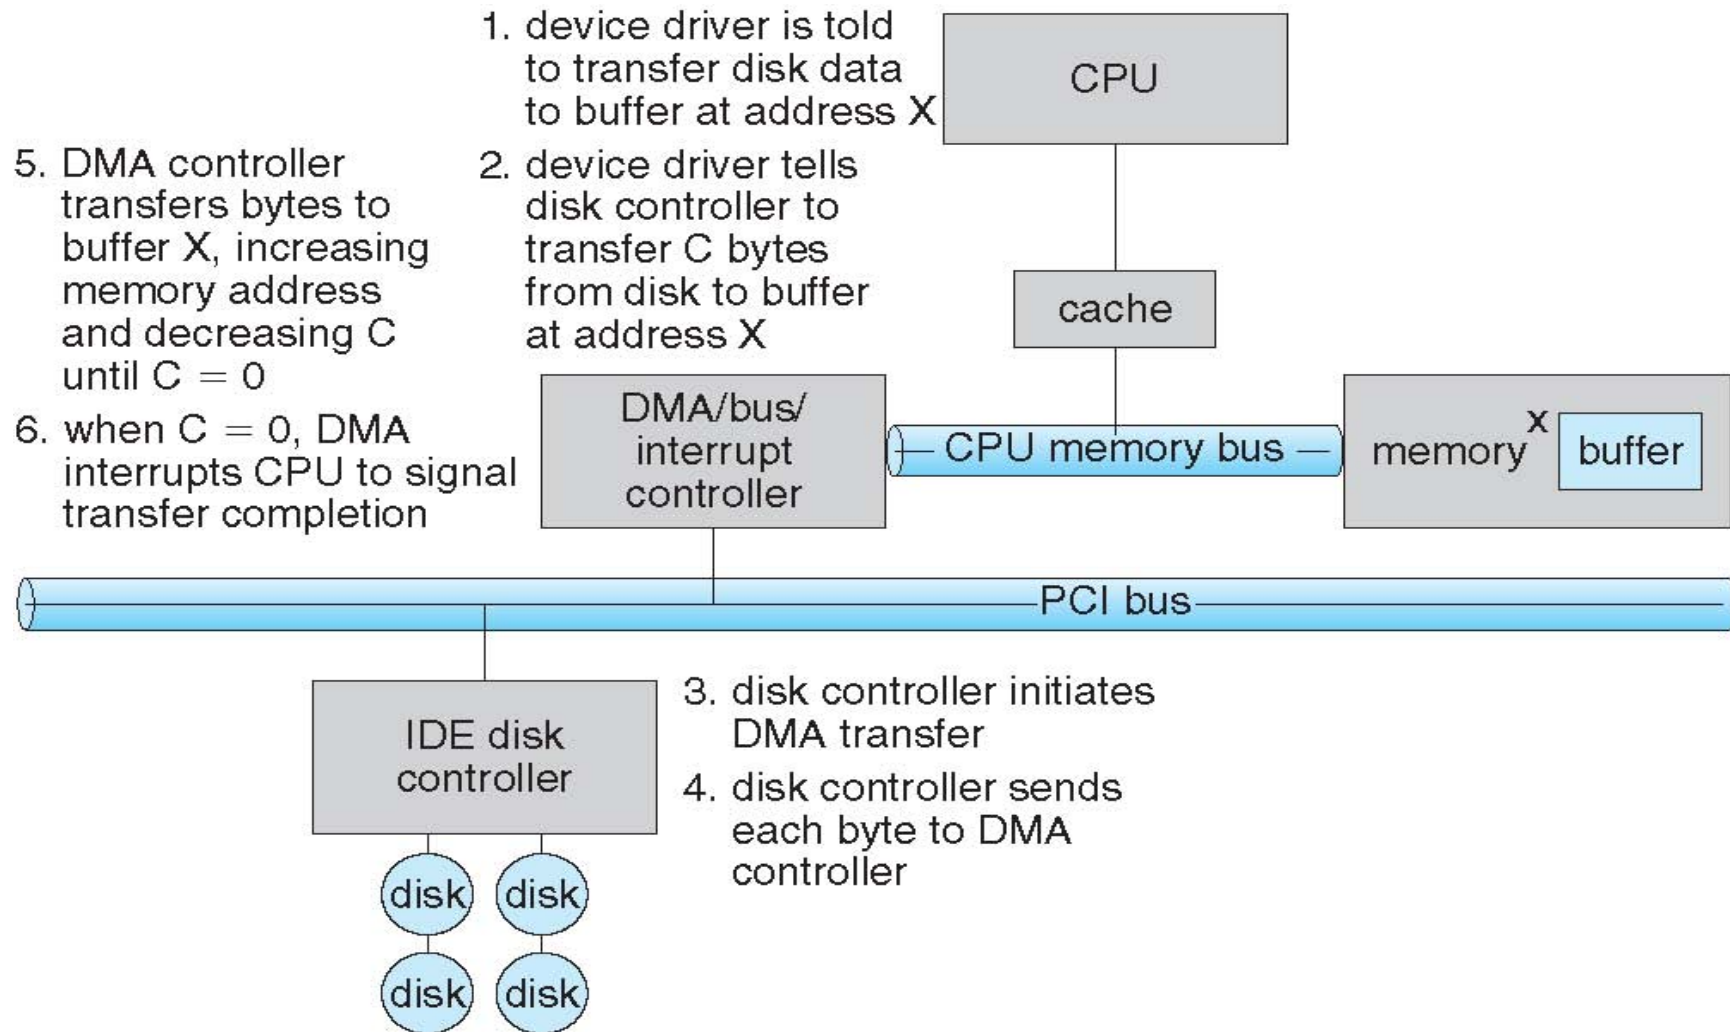 1. device driver is told
to transfer disk data
to buffer at address X
CPU
5. DMA controller
transfers bytes to
buffer X, increasing
memory address
and decreasing C
until C = 0
2. device driver tells
disk controller to
transfer C bytes
from disk to buffer
at address X
cache
6. when C = 0, DMA
interrupts CPU to signal
transfer completion
DMA/bus/
interrupt
controller
CPU memory bus
memory
X
buffer
PCI bus
IDE disk
controller
3. disk controller initiates
DMA transfer
4. disk controller sends
each byte to DMA
controller
disk
disk
disk
disk